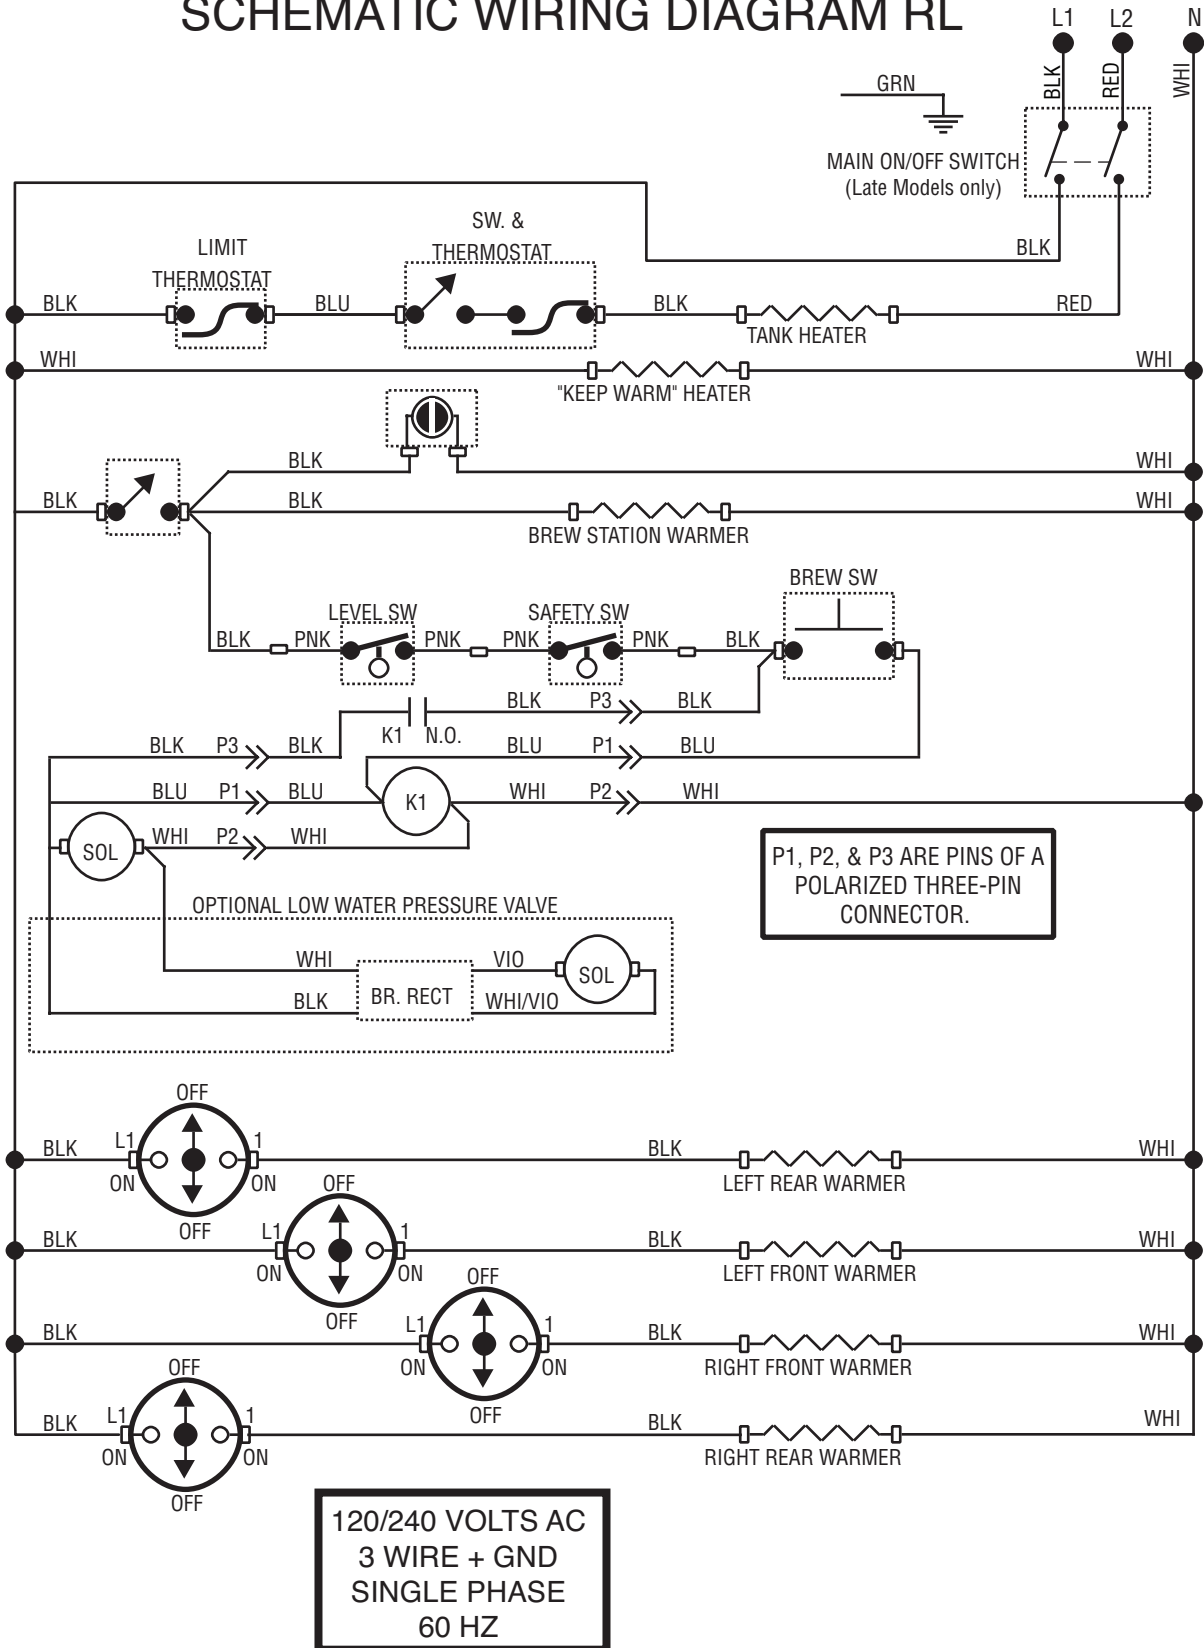 SCHEMATIC WIRING DIAGRAM RL
L1 L2 N
BLK RED WHI
GRN
MAIN ON/OFF SWITCH
(Late Models only)
SW. &
THERMOSTAT
LIMIT
THERMOSTAT
BLK
BLK BLU BLK RED
TANK HEATER
WHI WHI
"KEEP WARM" HEATER
BLK WHI
BLK BLK WHI
BREW STATION WARMER
BREW SW
LEVEL SW SAFETY SW
BLK PNK PNK PNK PNK BLK
BLK P3 BLK
K1 N.O.
BLK P3 BLK BLU P1 BLU
BLU P1 BLU K1 WHI P2 WHI
SOL WHI P2 WHI
P1, P2, & P3 ARE PINS OF A
POLARIZED THREE-PIN
CONNECTOR.
OPTIONAL LOW WATER PRESSURE VALVE
WHI VIO SOL
BR. RECT
BLK WHI/VIO
OFF
BLK L1 1 BLK WHI
ON ON LEFT REAR WARMER
OFF
OFF
BLK L1 1 BLK WHI
ON ON LEFT FRONT WARMER
OFF
OFF
BLK L1 1 BLK WHI
ON ON RIGHT FRONT WARMER
OFF
OFF
BLK L1 1 BLK WHI
ON ON RIGHT REAR WARMER
OFF
120/240 VOLTS AC
3 WIRE + GND
SINGLE PHASE
60 HZ